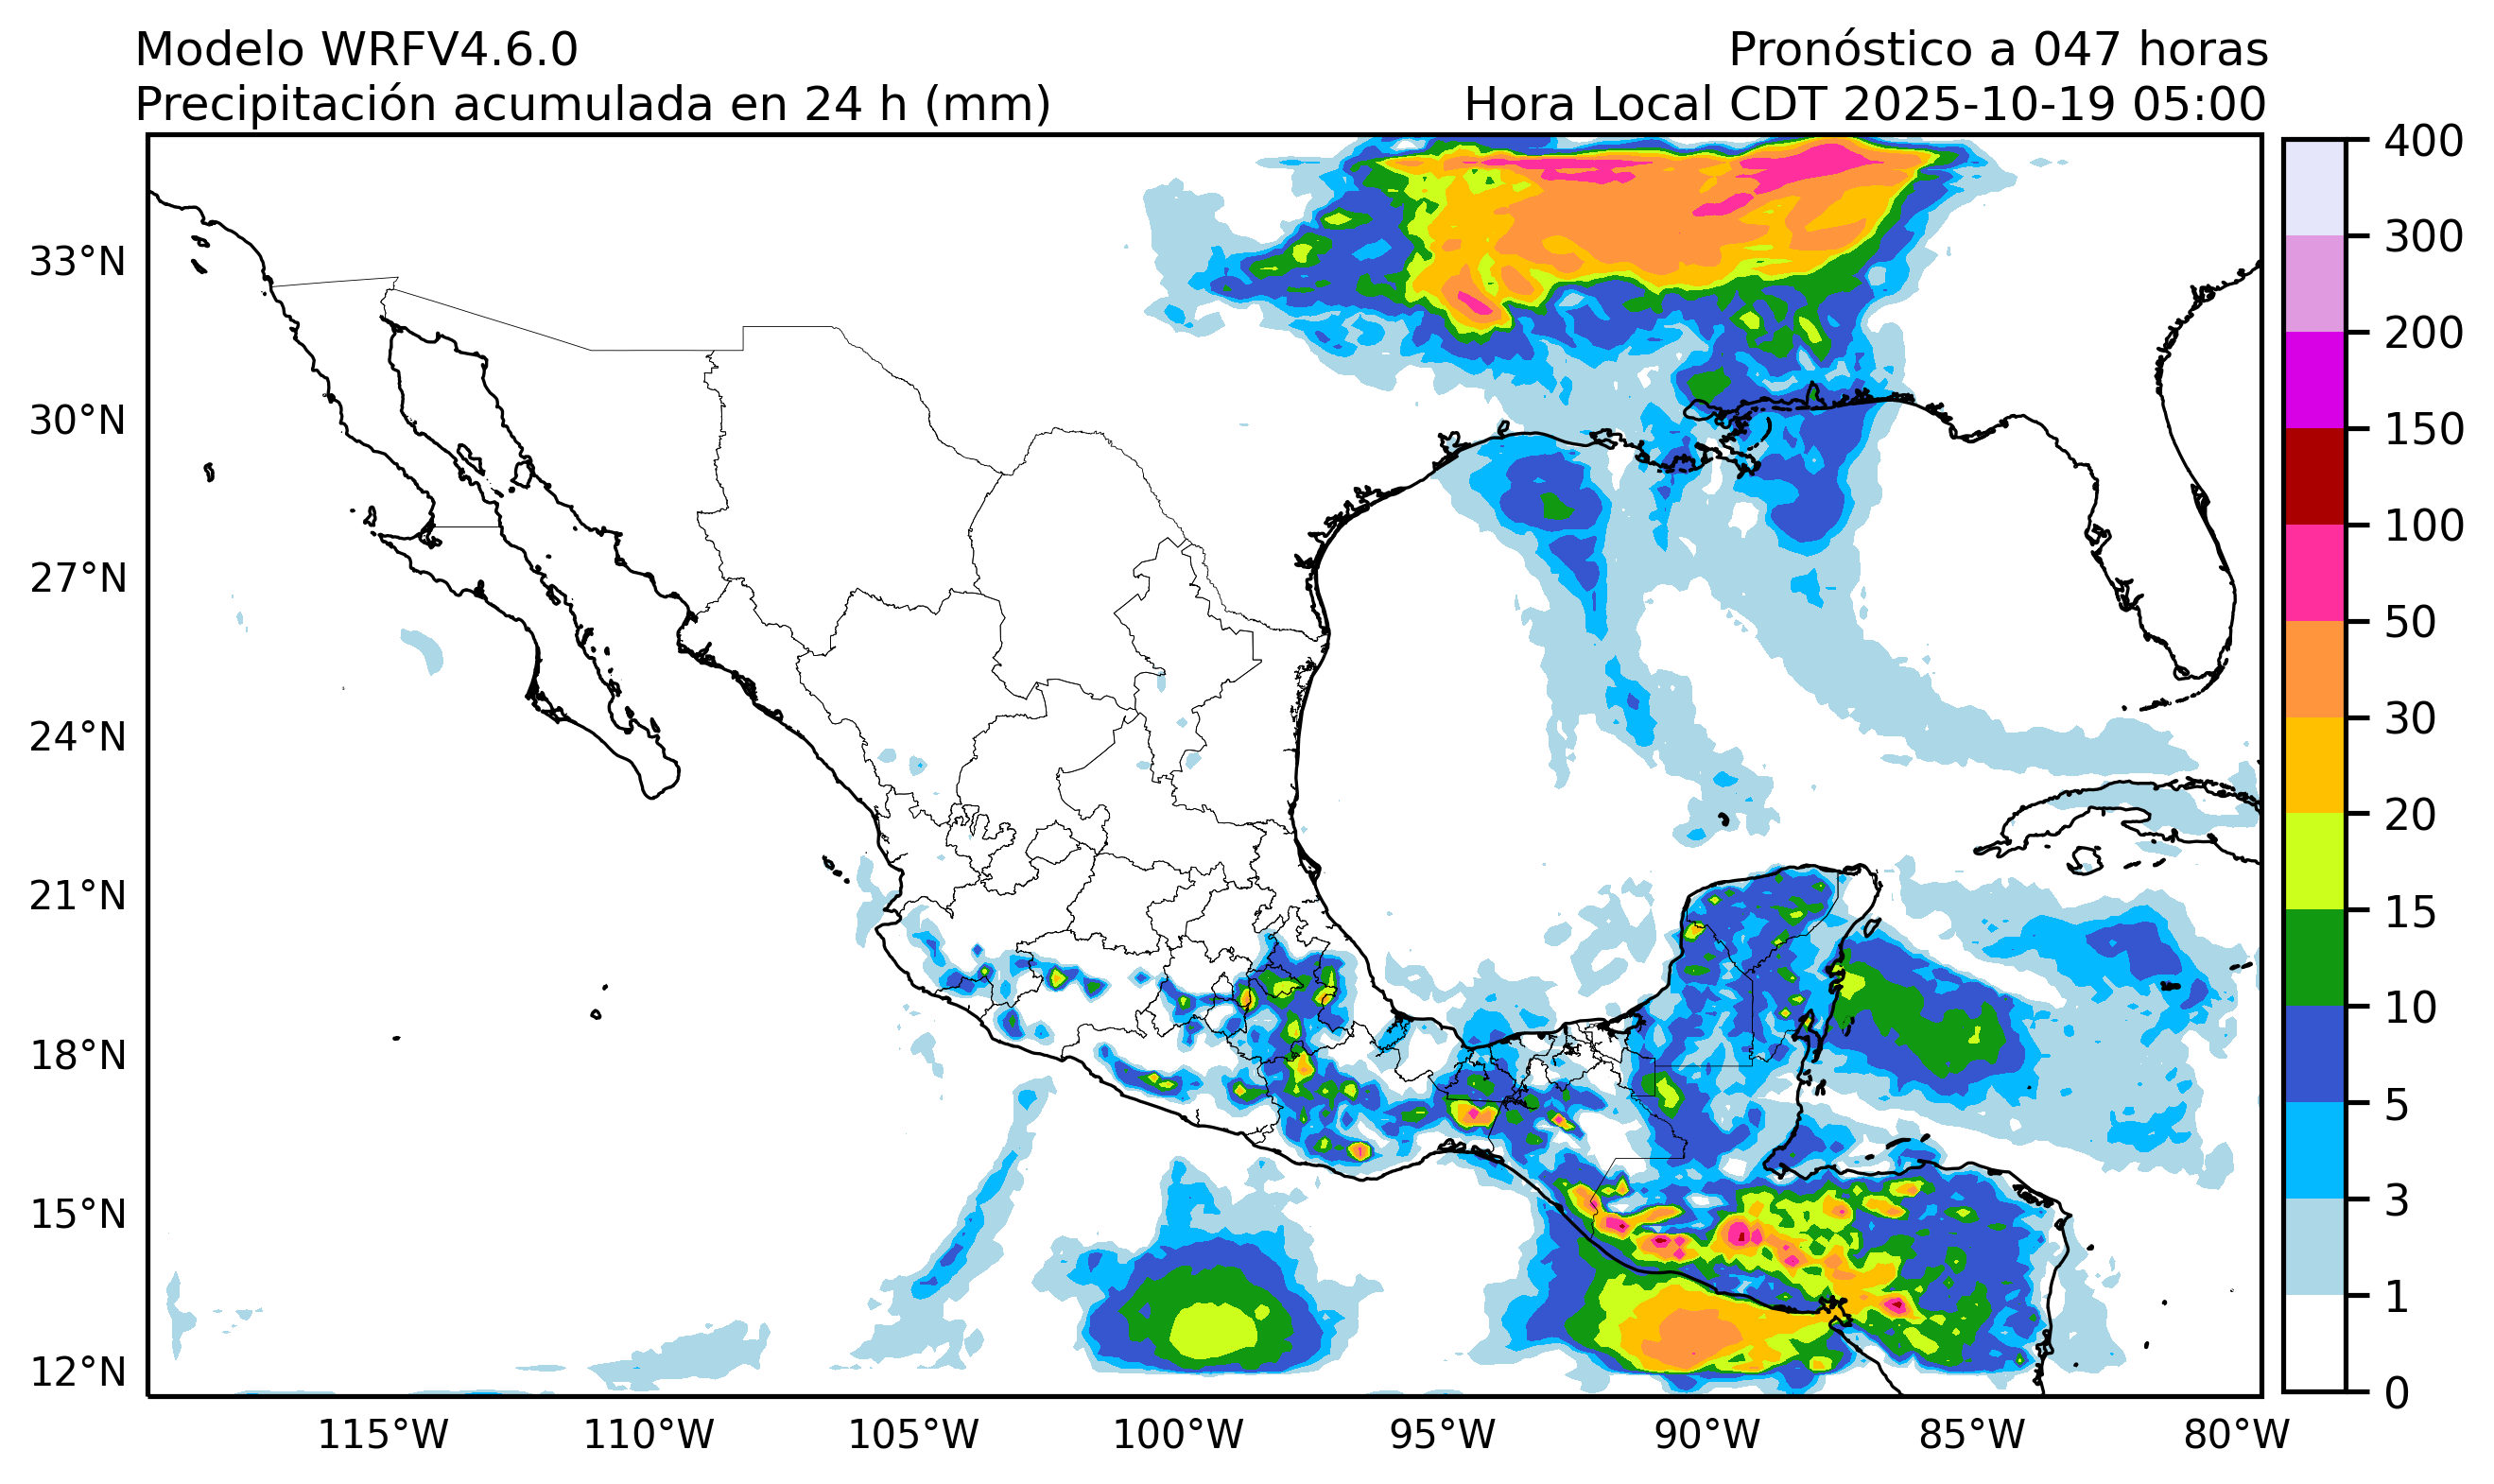 Modelo WRFV4.6.0
Pronóstico a 047 horas
Precipitación acumulada en 24 h (mm)
Hora Local CDT 2025-10-19 05:00
33°N
30°N
27°N
24°N
21°N
18°N
15°N
12°N
115°W
110°W
105°W
100°W
95°W
90°W
85°W
80°W
400
300
200
150
100
50
30
20
15
10
5
3
1
0